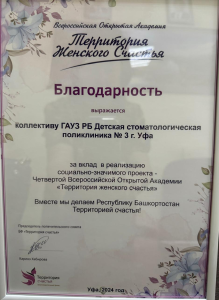 Всероссийская Открытая Академия
Территория
Женского Счастья
Благодарность
выражается
коллективу ГАУЗ РБ Детская стоматологическая
поликлиника № 3 г. Уфа
за вклад в реализацию
социально-значимого проекта -
Четвертой Всероссийской Открытой Академии
«Территория женского счастья»
Вместе мы делаем Республику Башкортостан
Территорией счастья!
Территория
счастья
Уфа, 2024 год